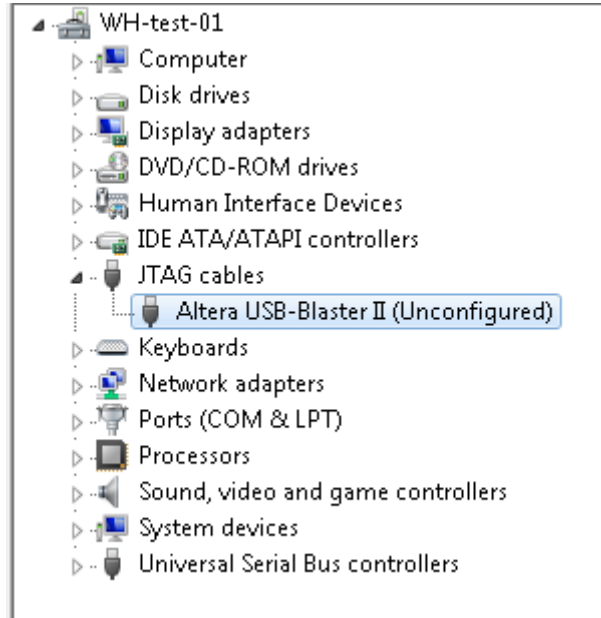 WH-test-01
Computer
Disk drives
Display adapters
DVD/CD-ROM drives
Human Interface Devices
IDE ATA/ATAPI controllers
JTAG cables
Altera USB-Blaster II (Unconfigured)
Keyboards
Network adapters
Ports (COM & LPT)
Processors
Sound, video and game controllers
System devices
Universal Serial Bus controllers